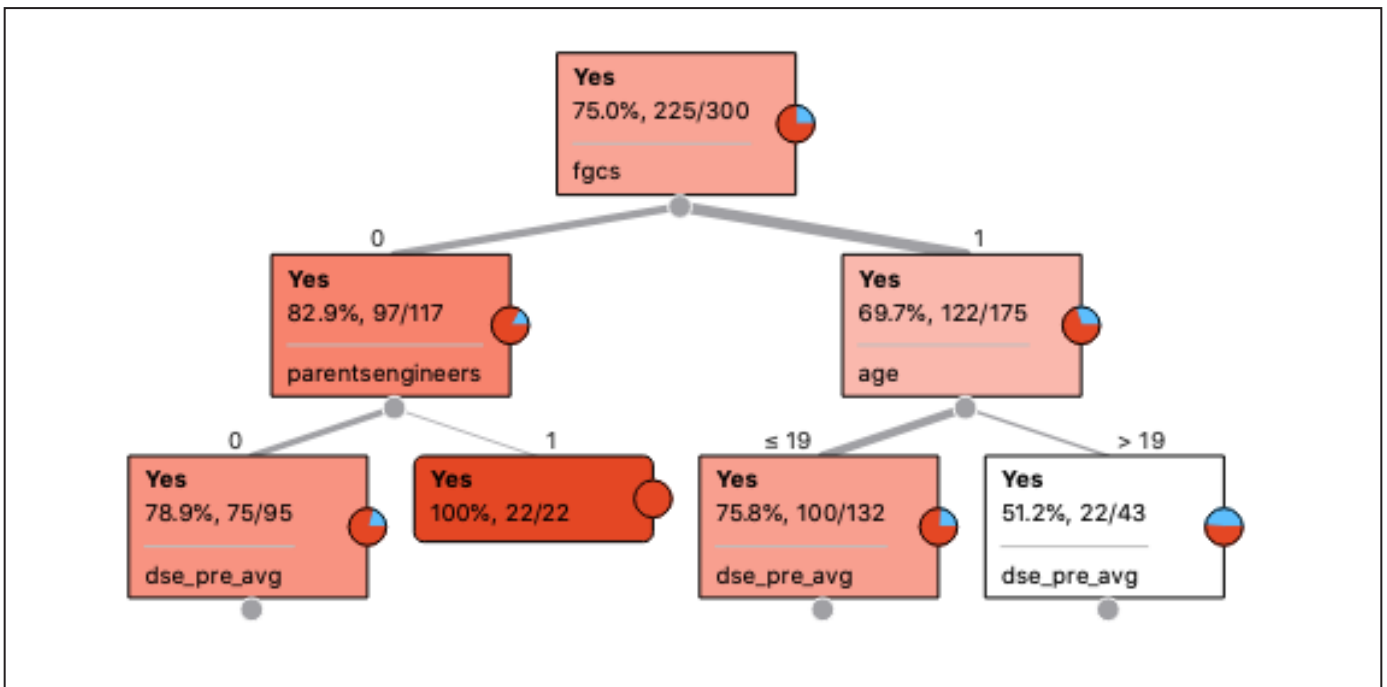 Yes
75.0%, 225/300
fgcs
0
1
Yes
82.9%, 97/117
parentsengineers
Yes
69.7%, 122/175
age
0
1
≤ 19
> 19
Yes
78.9%, 75/95
dse_pre_avg
Yes
100%, 22/22
Yes
75.8%, 100/132
dse_pre_avg
Yes
51.2%, 22/43
dse_pre_avg